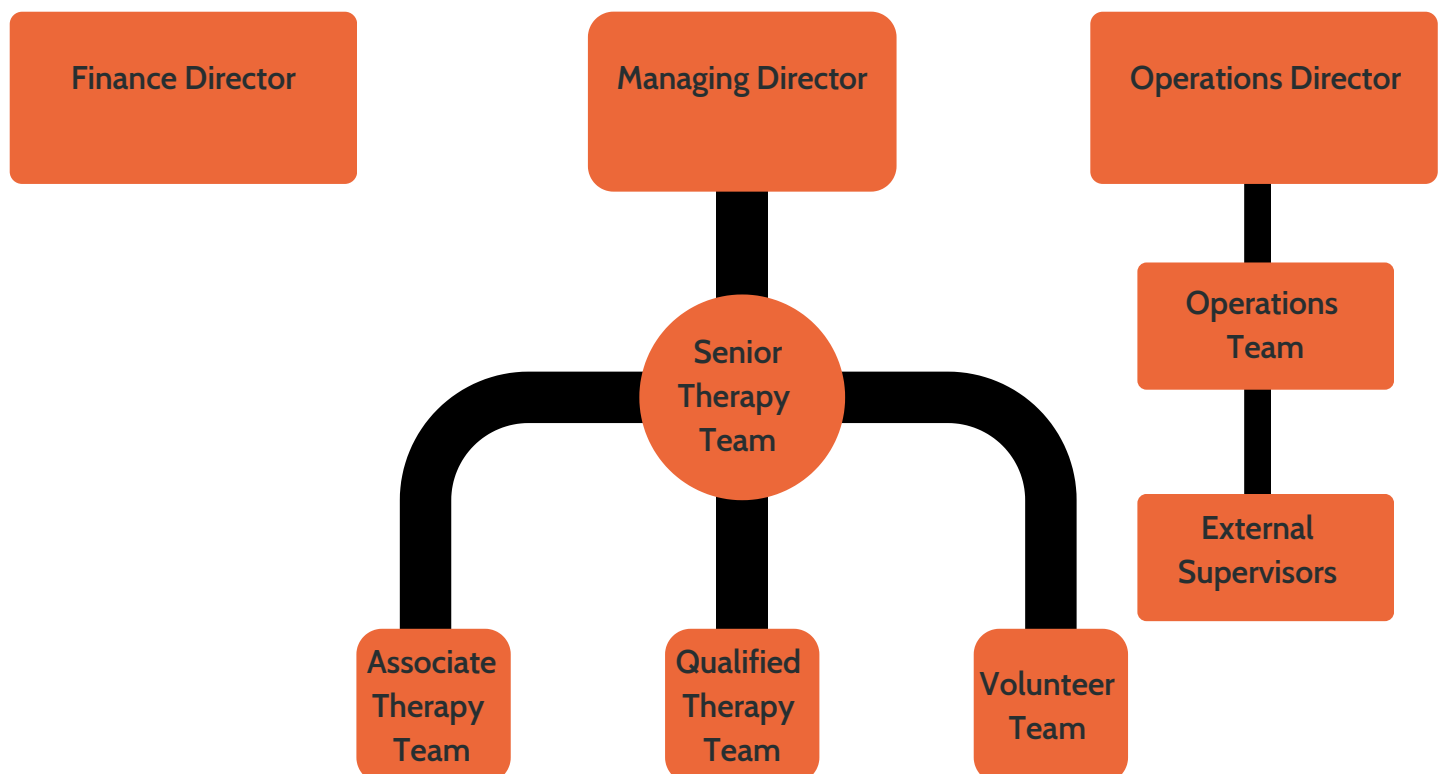 Finance Director
Managing Director
Operations Director
Senior
Therapy
Team
Operations
Team
External
Supervisors
Associate
Therapy
Team
Qualified
Therapy
Team
Volunteer
Team